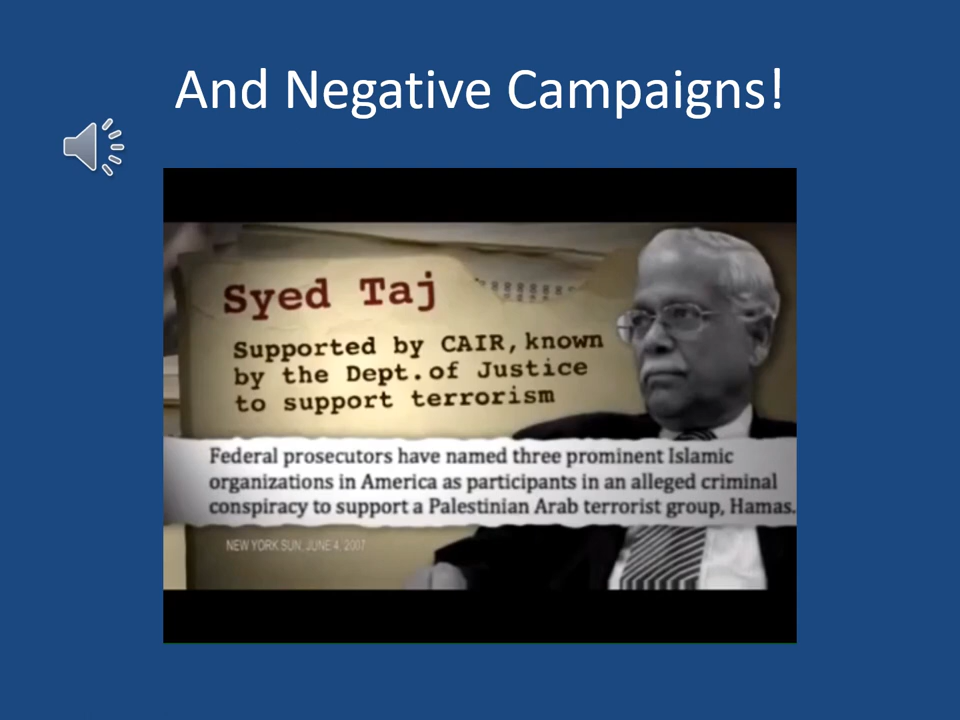 And Negative Campaigns!
Syed Taj
Supported by CAIR, known
by the Dept. of Justice
to support terrorism
Federal prosecutors have named three prominent Islamic
organizations in America as participants in an alleged criminal
conspiracy to support a Palestinian Arab terrorist group, Hamas.
NEW YORK SUN, JUNE 4, 2007